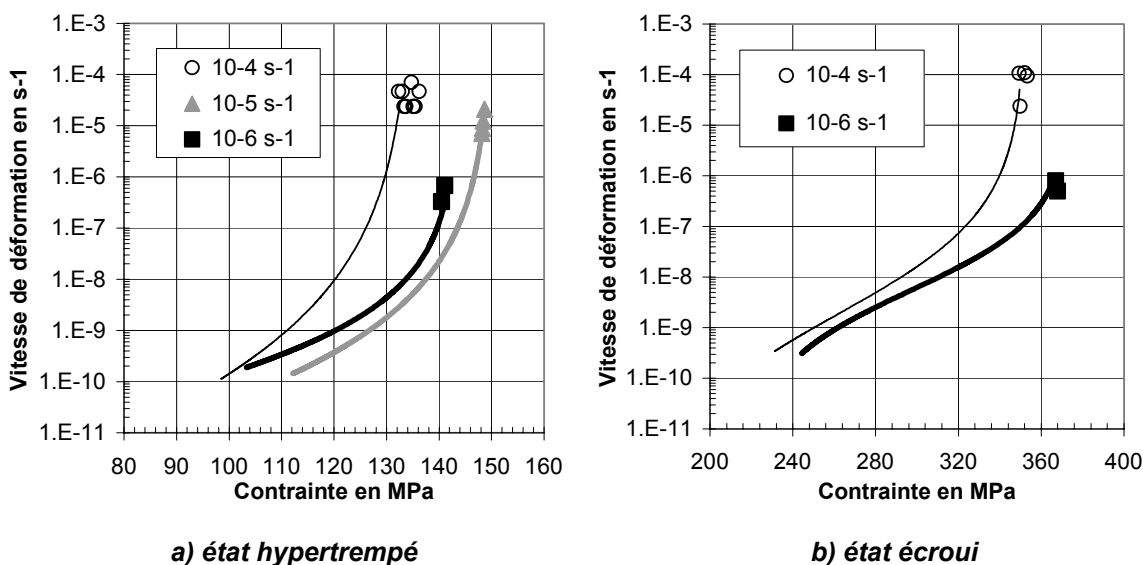 Vitesse de déformation en s-1
1.E-3
1.E-4
1.E-5
1.E-6
1.E-7
1.E-8
1.E-9
1.E-10
1.E-11
10-4 s-1
10-5 s-1
10-6 s-1
80 90 100 110 120 130 140 150 160
Contrainte en MPa
a) état hypertrempé
Vitesse de déformation en s-1
1.E-3
1.E-4
1.E-5
1.E-6
1.E-7
1.E-8
1.E-9
1.E-10
1.E-11
10-4 s-1
10-6 s-1
200 240 280 320 360 400
Contrainte en MPa
b) état écroui